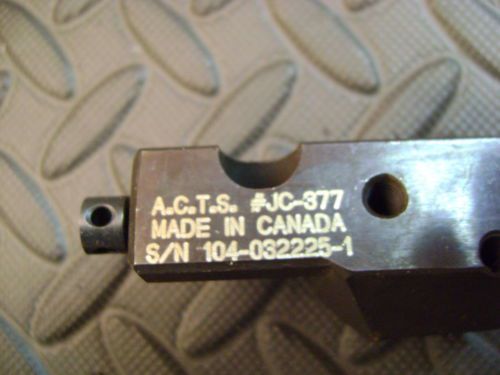 A.C.T.S. #JC-377
MADE IN CANADA
S/N 104-032225-1